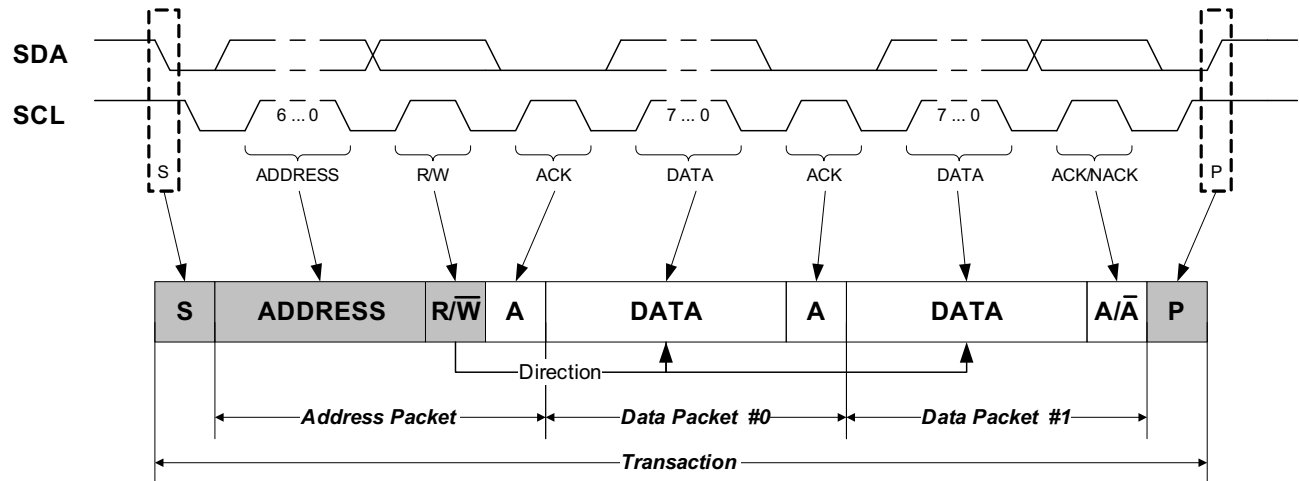 SDA
SCL
6 ... 0
7 ... 0
7 ... 0
S
ADDRESS
R/W
ACK
DATA
ACK
DATA
ACK/NACK
P
S
ADDRESS
R/W̅
A
DATA
A
DATA
A/A̅
P
Direction
Address Packet
Data Packet #0
Data Packet #1
Transaction